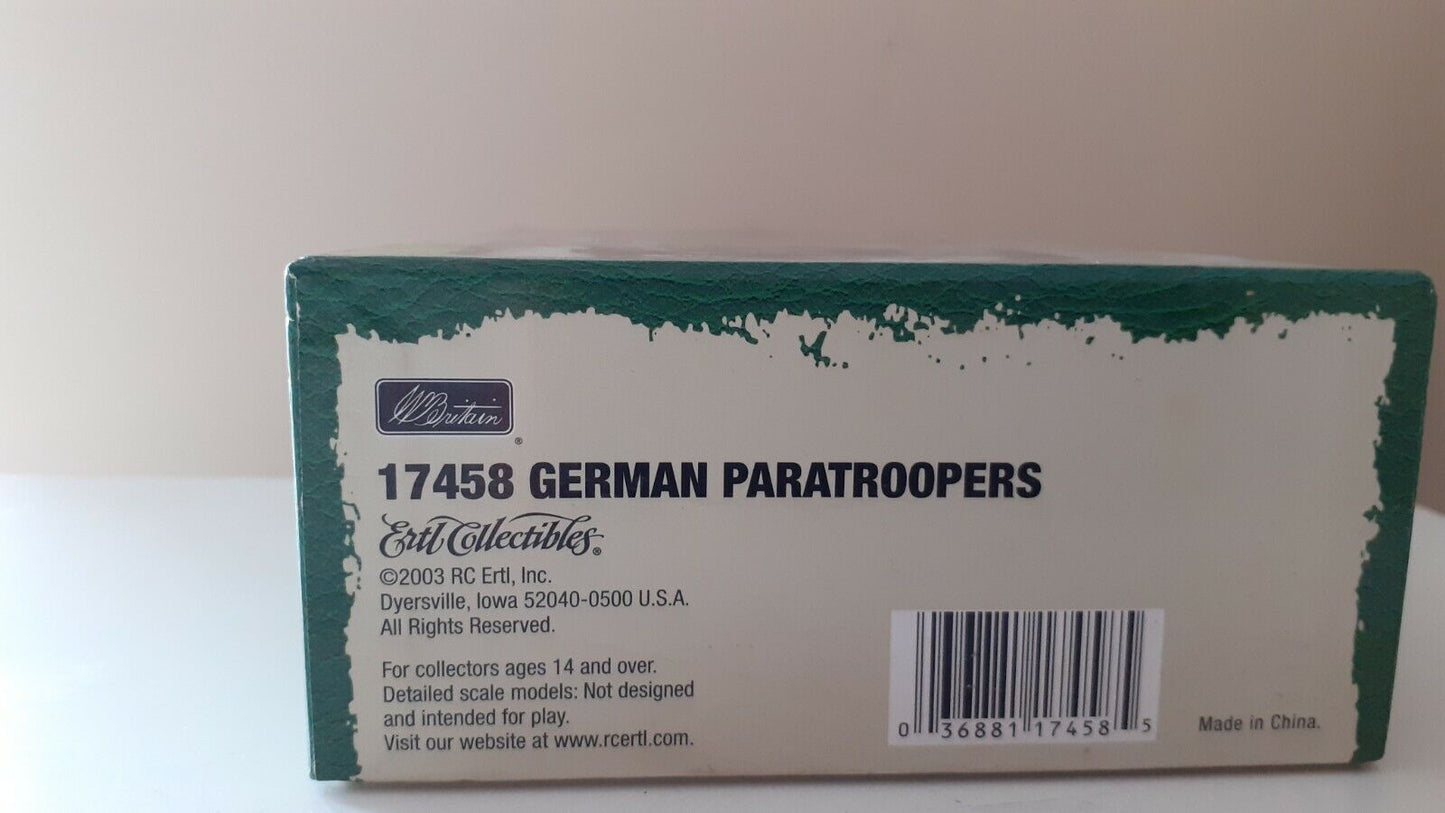 WBritain
®
17458 GERMAN PARATROOPERS
Ertl Collectibles®
©2003 RC Ertl, Inc.
Dyersville, Iowa 52040-0500 U.S.A.
All Rights Reserved.
For collectors ages 14 and over.
Detailed scale models: Not designed
and intended for play.
Visit our website at www.rcertl.com.
0 36881 17458 5
Made in China.